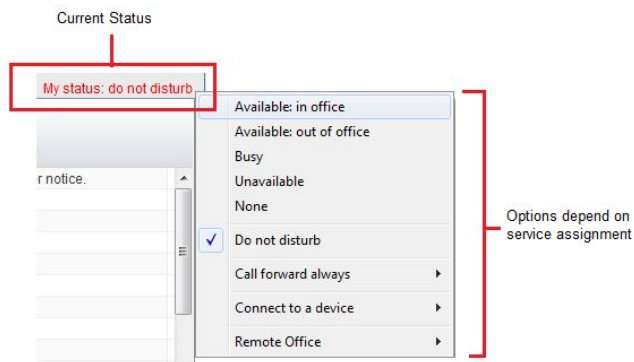 Current Status
My status: do not disturb
Available: in office
Available: out of office
Busy
r notice.
Unavailable
None
Do not disturb
Call forward always
Connect to a device
Remote Office
Options depend on
service assignment